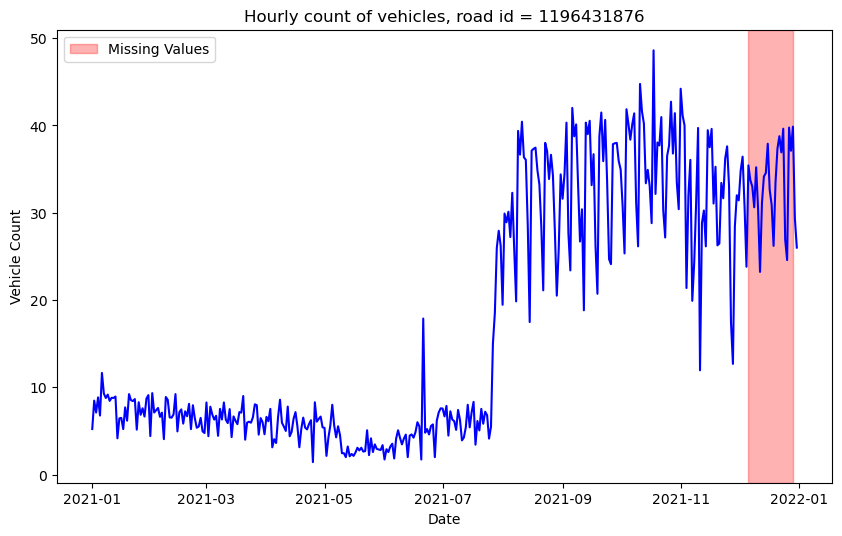 Hourly count of vehicles, road id = 1196431876
Missing Values
Vehicle Count
50
40
30
20
10
0
2021-01 2021-03 2021-05 2021-07 2021-09 2021-11 2022-01
Date